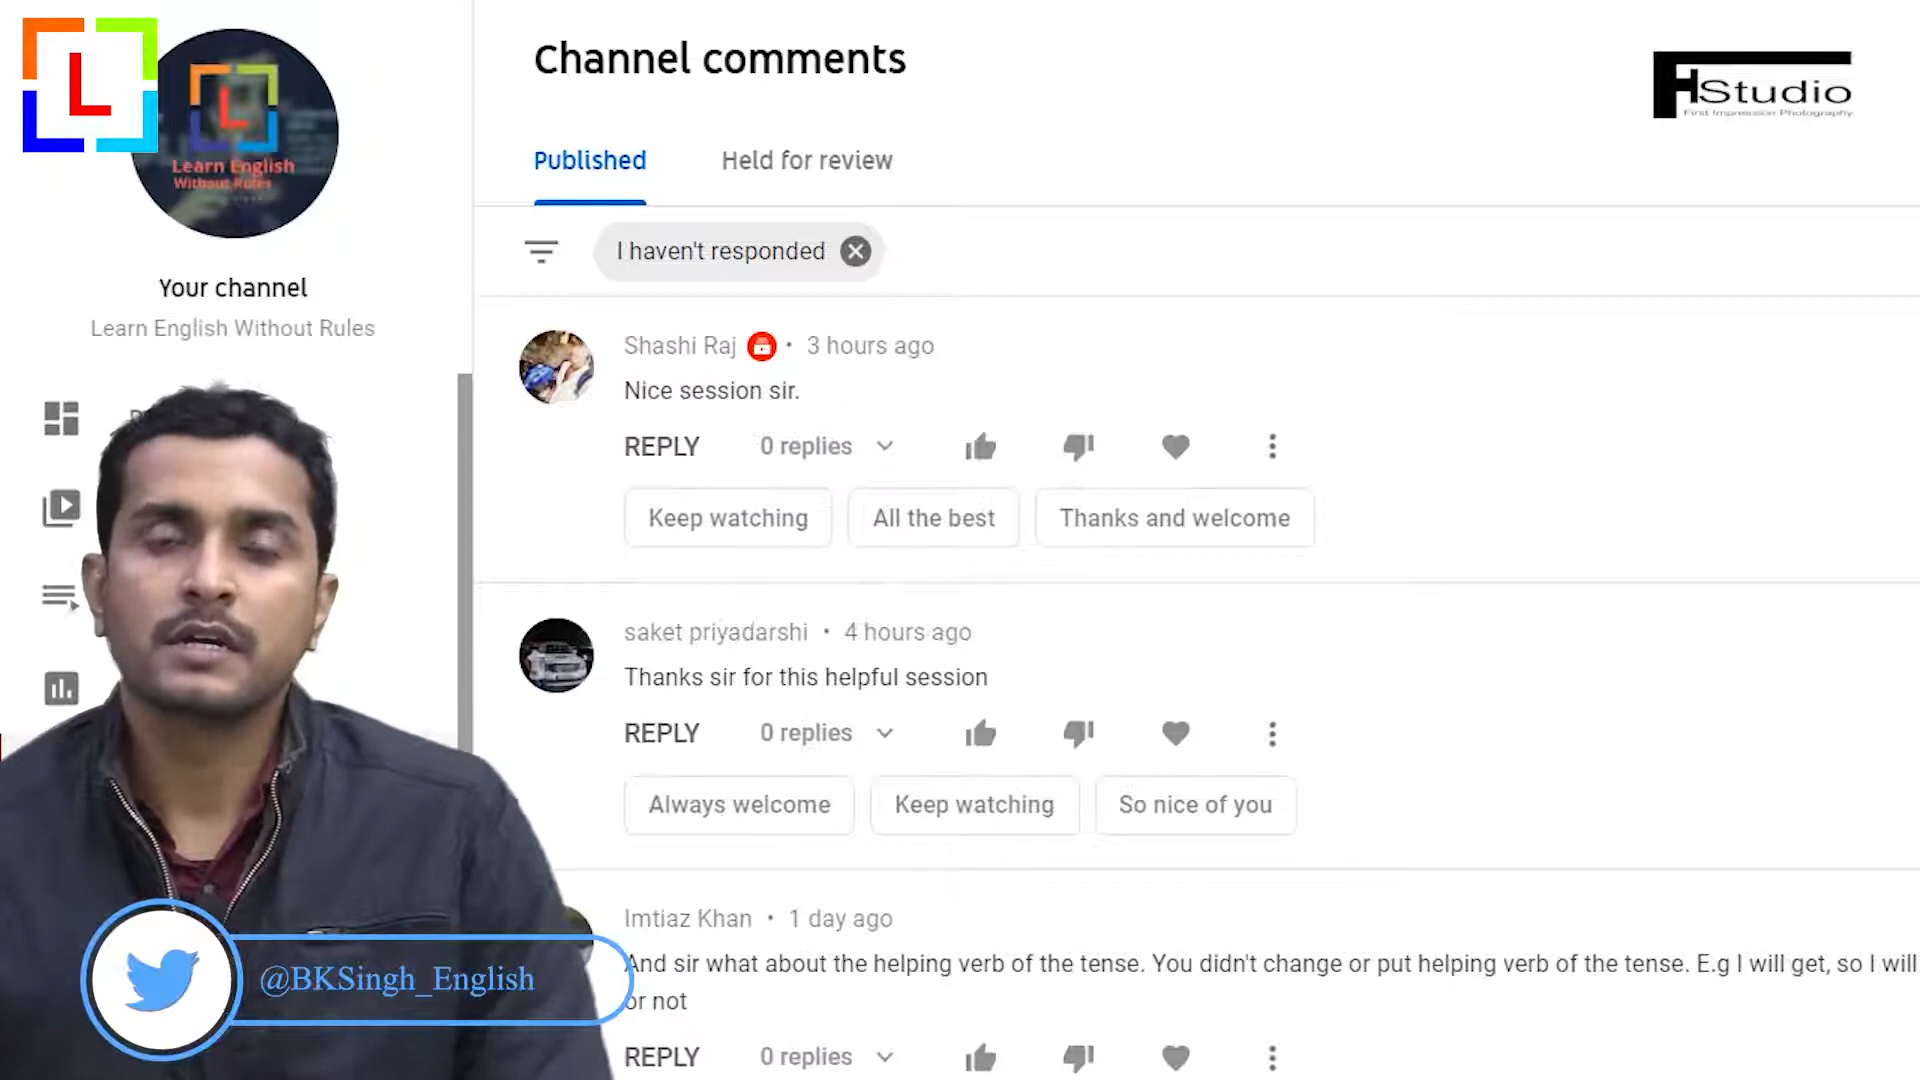 L
Learn English
Without Rules
Your channel
Learn English Without Rules
Channel comments
HStudio
First Impression Photography
Published
Held for review
I haven't responded
Shashi Raj • 3 hours ago
Nice session sir.
REPLY
0 replies
Keep watching
All the best
Thanks and welcome
saket priyadarshi • 4 hours ago
Thanks sir for this helpful session
REPLY
0 replies
Always welcome
Keep watching
So nice of you
Imtiaz Khan • 1 day ago
And sir what about the helping verb of the tense. You didn't change or put helping verb of the tense. E.g I will get, so I will
or not
REPLY
0 replies
@BKSingh_English